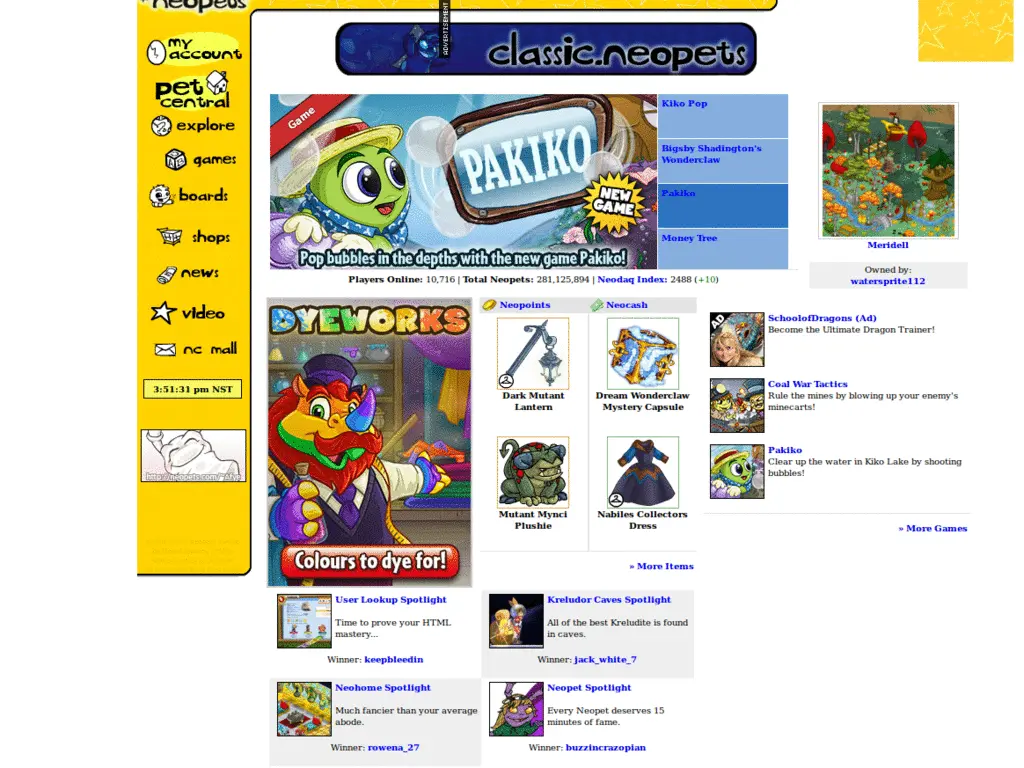 neopets
ADVERTISEMENT
classic.neopets
my
account
pet
central
explore
games
boards
shops
news
video
nc mall
3:51:31 pm NST
Game
PAKIKO
NEW
GAME
Pop bubbles in the depths with the new game Pakiko!
Kiko Pop
Bigsby Shadington's
Wonderclaw
Pakiko
Money Tree
Meridell
Owned by:
watersprite112
Players Online: 10,716 | Total Neopets: 281,125,894 | Neodaq Index: 2488 (+10)
DYEWORKS
Colours to dye for!
Neopoints
Neocash
Dark Mutant
Lantern
Dream Wonderclaw
Mystery Capsule
Mutant Mynci
Plushie
Nabiles Collectors
Dress
» More Items
AD
SchoolofDragons (Ad)
Become the Ultimate Dragon Trainer!
Coal War Tactics
Rule the mines by blowing up your enemy's
minecarts!
Pakiko
Clear up the water in Kiko Lake by shooting
bubbles!
» More Games
User Lookup Spotlight
Time to prove your HTML
mastery...
Winner: keepbleedin
Kreludor Caves Spotlight
All of the best Kreludite is found
in caves.
Winner: jack_white_7
Neohome Spotlight
Much fancier than your average
abode.
Winner: rowena_27
Neopet Spotlight
Every Neopet deserves 15
minutes of fame.
Winner: buzzincrazopian